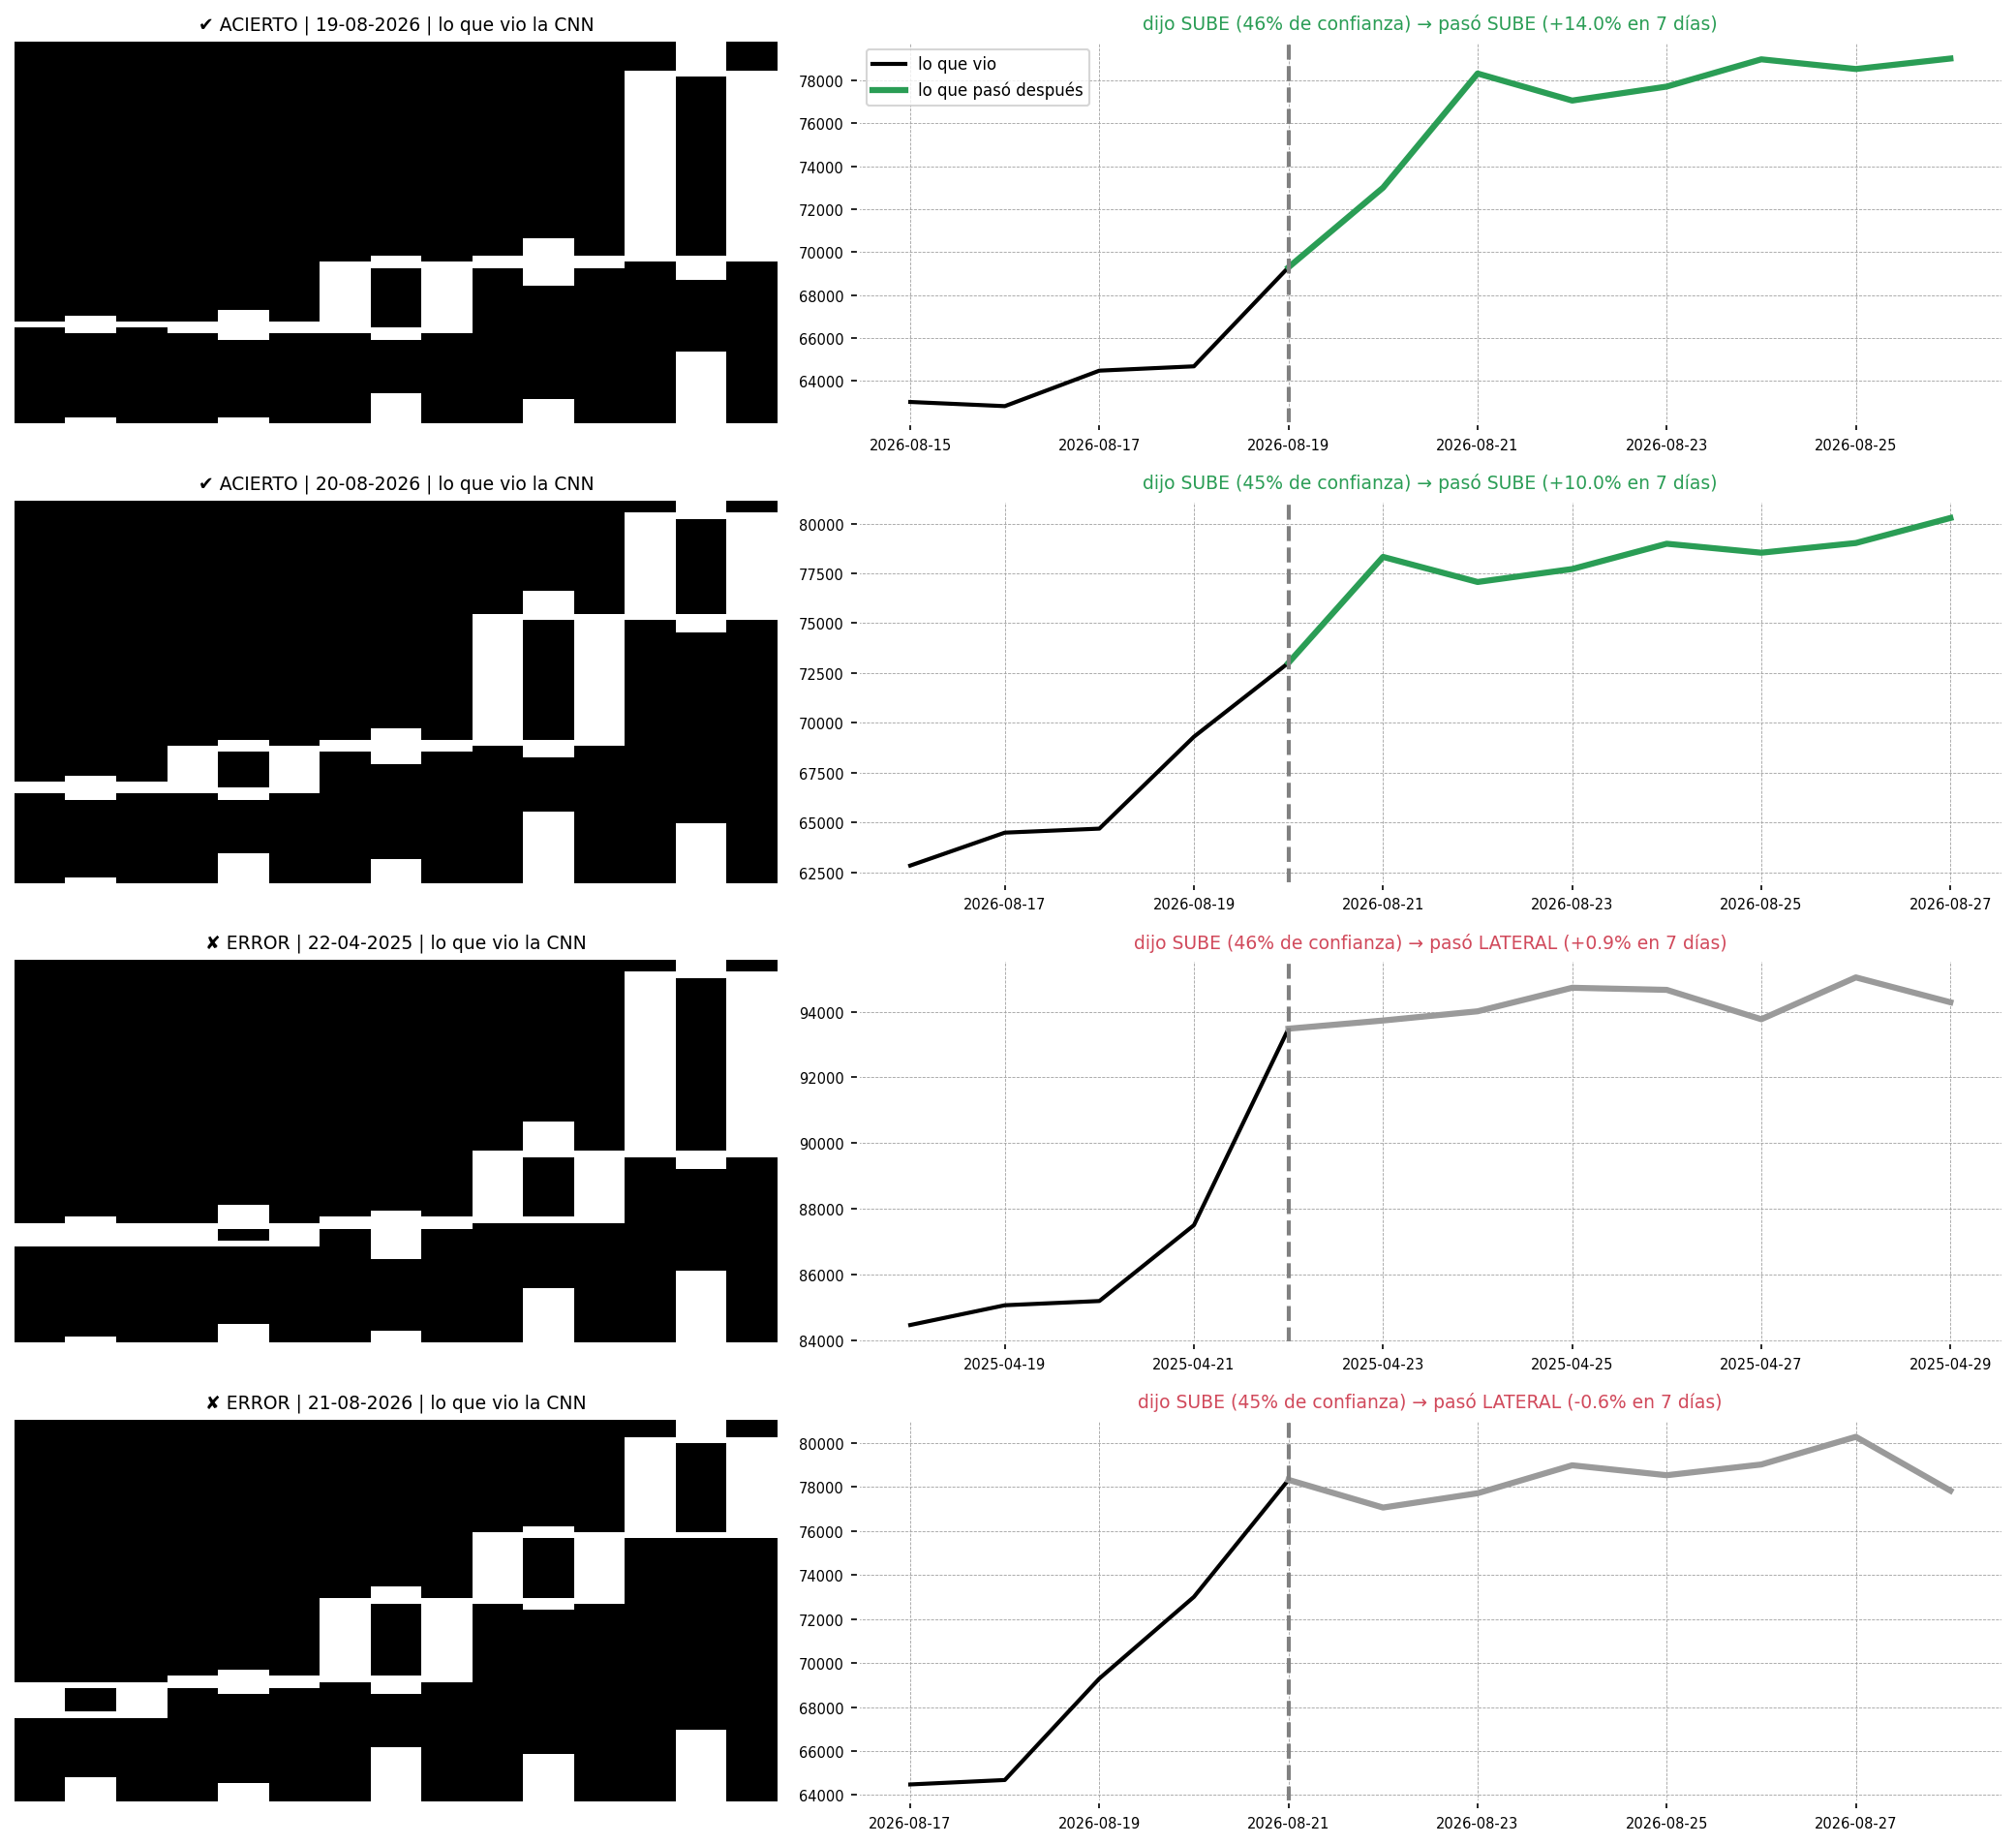 ✔ ACIERTO | 19-08-2026 | lo que vio la CNN
dijo SUBE (46% de confianza) → pasó SUBE (+14.0% en 7 días)
lo que vio
lo que pasó después
78000
76000
74000
72000
70000
68000
66000
64000
2026-08-15 2026-08-17 2026-08-19 2026-08-21 2026-08-23 2026-08-25
✔ ACIERTO | 20-08-2026 | lo que vio la CNN
dijo SUBE (45% de confianza) → pasó SUBE (+10.0% en 7 días)
80000
77500
75000
72500
70000
67500
65000
62500
2026-08-17 2026-08-19 2026-08-21 2026-08-23 2026-08-25 2026-08-27
✘ ERROR | 22-04-2025 | lo que vio la CNN
dijo SUBE (46% de confianza) → pasó LATERAL (+0.9% en 7 días)
94000
92000
90000
88000
86000
84000
2025-04-19 2025-04-21 2025-04-23 2025-04-25 2025-04-27 2025-04-29
✘ ERROR | 21-08-2026 | lo que vio la CNN
dijo SUBE (45% de confianza) → pasó LATERAL (-0.6% en 7 días)
80000
78000
76000
74000
72000
70000
68000
66000
64000
2026-08-17 2026-08-19 2026-08-21 2026-08-23 2026-08-25 2026-08-27